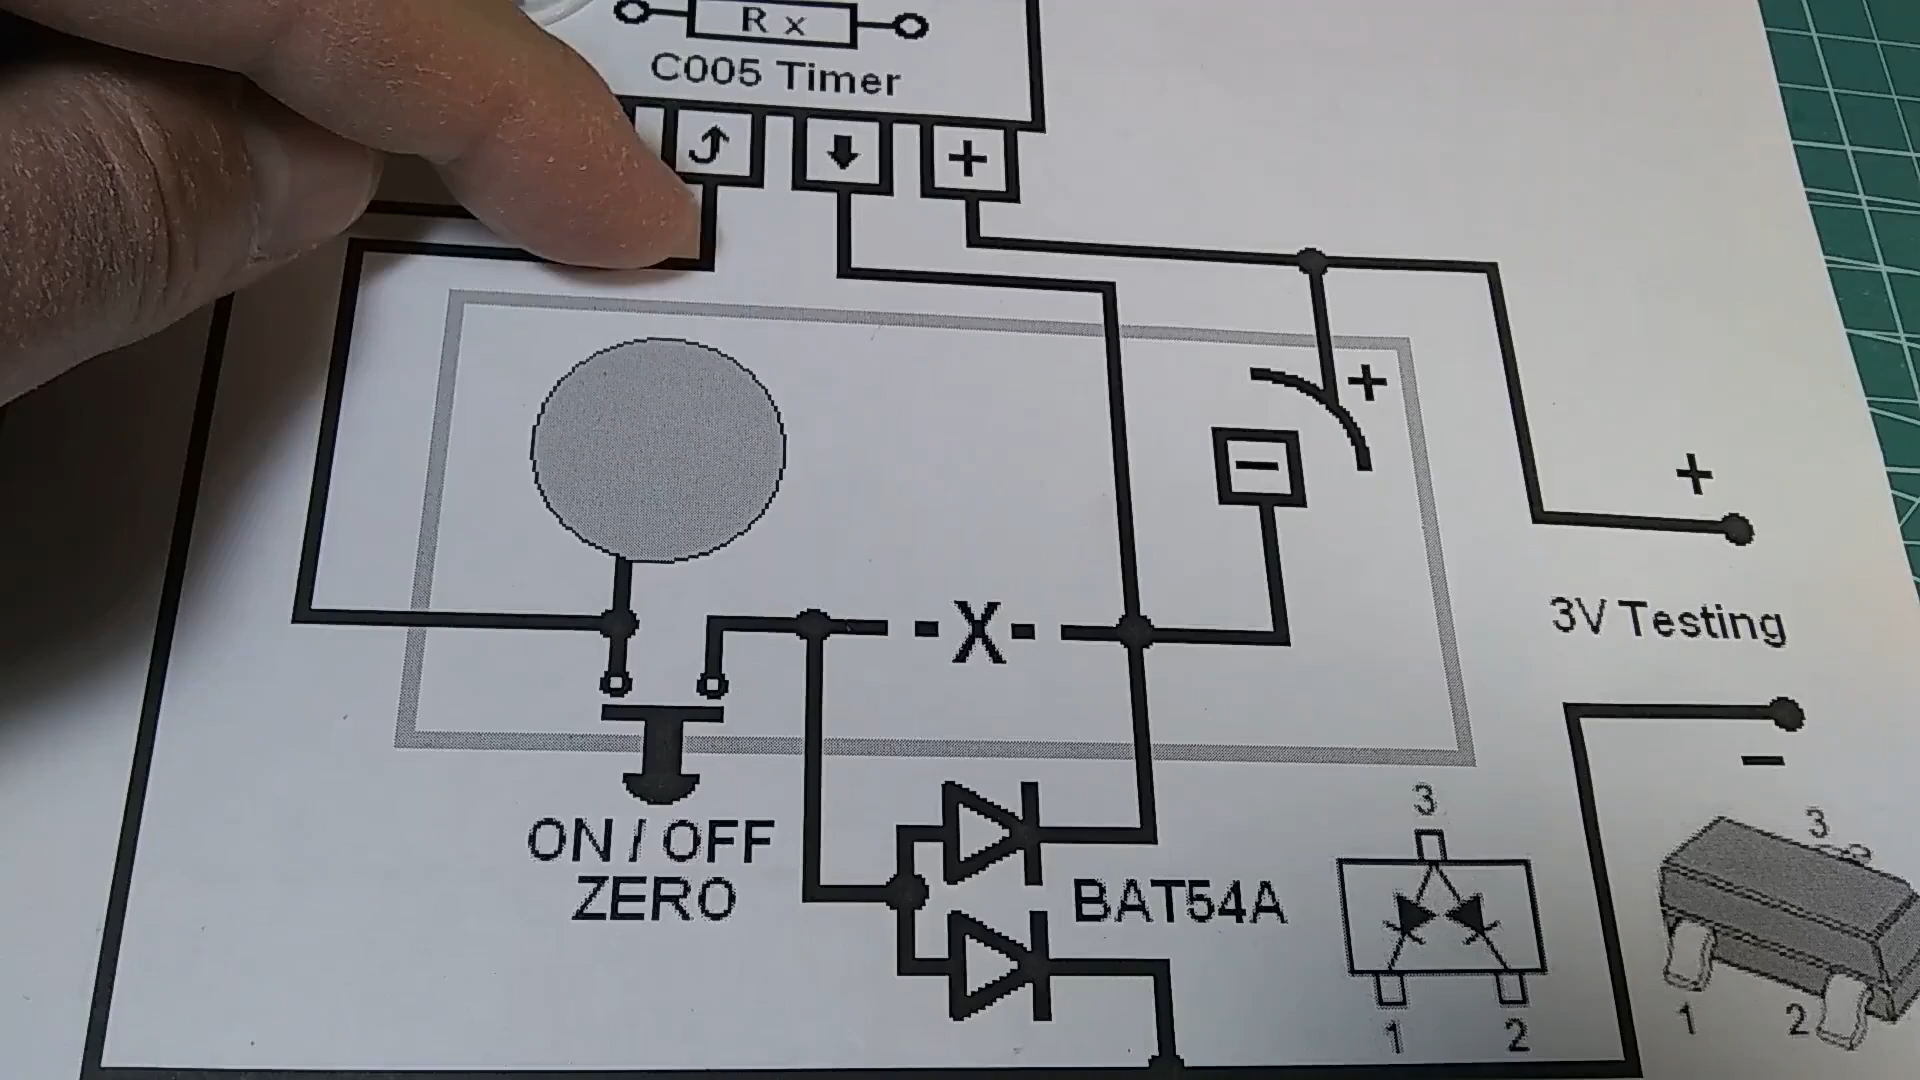 R x
C005 Timer
+
+
+
−
-X-
3V Testing
−
ON / OFF
ZERO
BAT54A
3
1
2
3
1
2